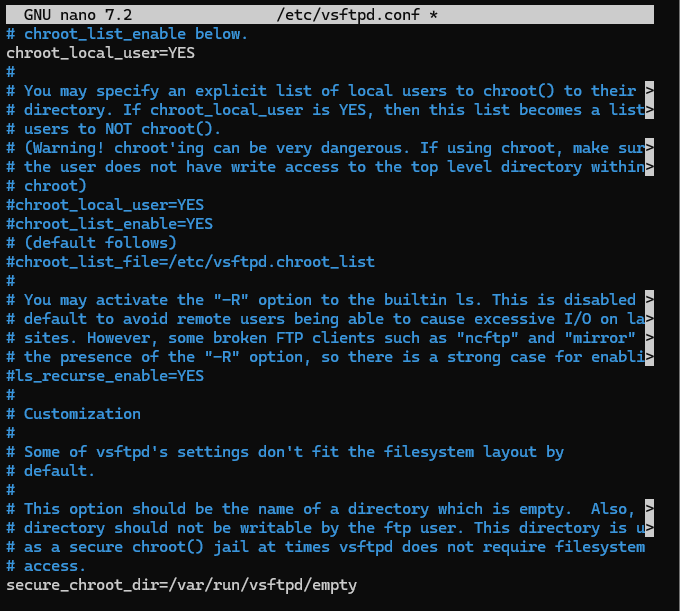 GNU nano 7.2 /etc/vsftpd.conf *
# chroot_list_enable below.
chroot_local_user=YES
#
# You may specify an explicit list of local users to chroot() to their >
# directory. If chroot_local_user is YES, then this list becomes a list>
# users to NOT chroot().
# (Warning! chroot'ing can be very dangerous. If using chroot, make sur>
# the user does not have write access to the top level directory within>
# chroot)
#chroot_local_user=YES
#chroot_list_enable=YES
# (default follows)
#chroot_list_file=/etc/vsftpd.chroot_list
#
# You may activate the "-R" option to the builtin ls. This is disabled >
# default to avoid remote users being able to cause excessive I/O on la>
# sites. However, some broken FTP clients such as "ncftp" and "mirror" >
# the presence of the "-R" option, so there is a strong case for enabli>
#ls_recurse_enable=YES
#
# Customization
#
# Some of vsftpd's settings don't fit the filesystem layout by
# default.
#
# This option should be the name of a directory which is empty.  Also, >
# directory should not be writable by the ftp user. This directory is u>
# as a secure chroot() jail at times vsftpd does not require filesystem
# access.
secure_chroot_dir=/var/run/vsftpd/empty